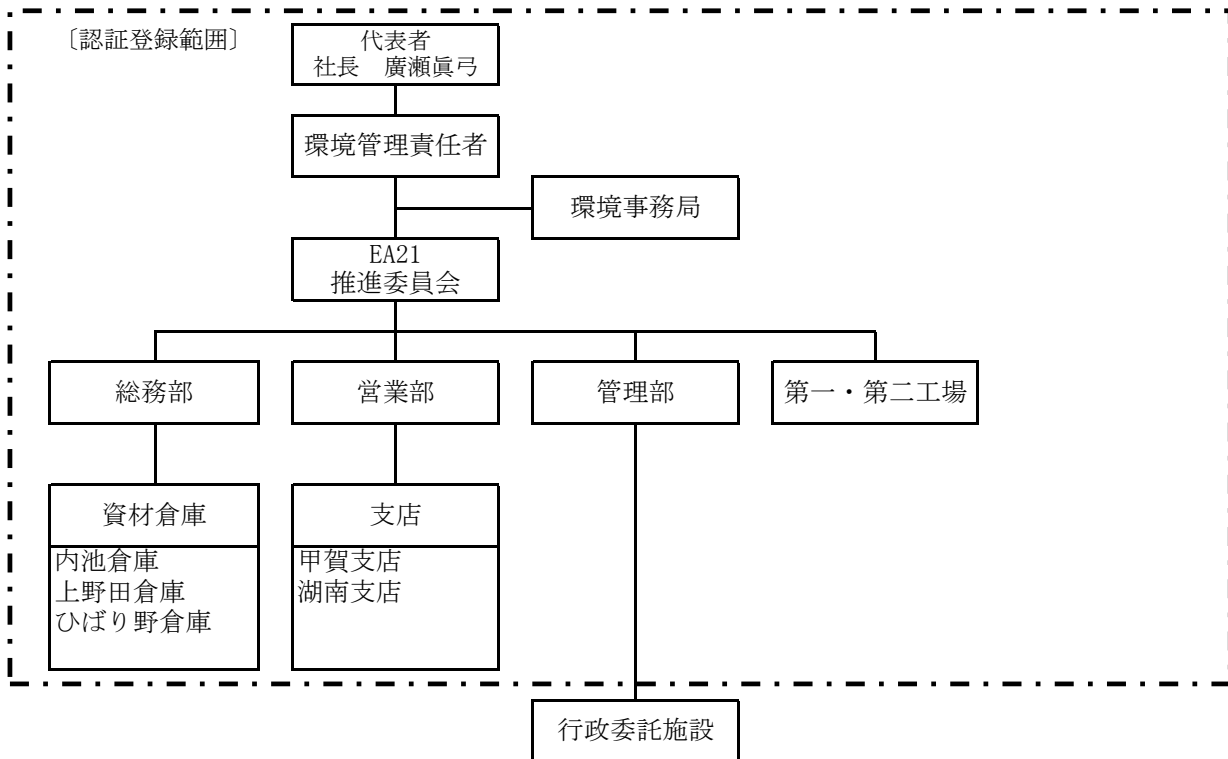 〔認証登録範囲〕
代表者
社長　廣瀬眞弓
環境管理責任者
環境事務局
EA21
推進委員会
総務部
営業部
管理部
第一・第二工場
資材倉庫
内池倉庫
上野田倉庫
ひばり野倉庫
支店
甲賀支店
湖南支店
行政委託施設